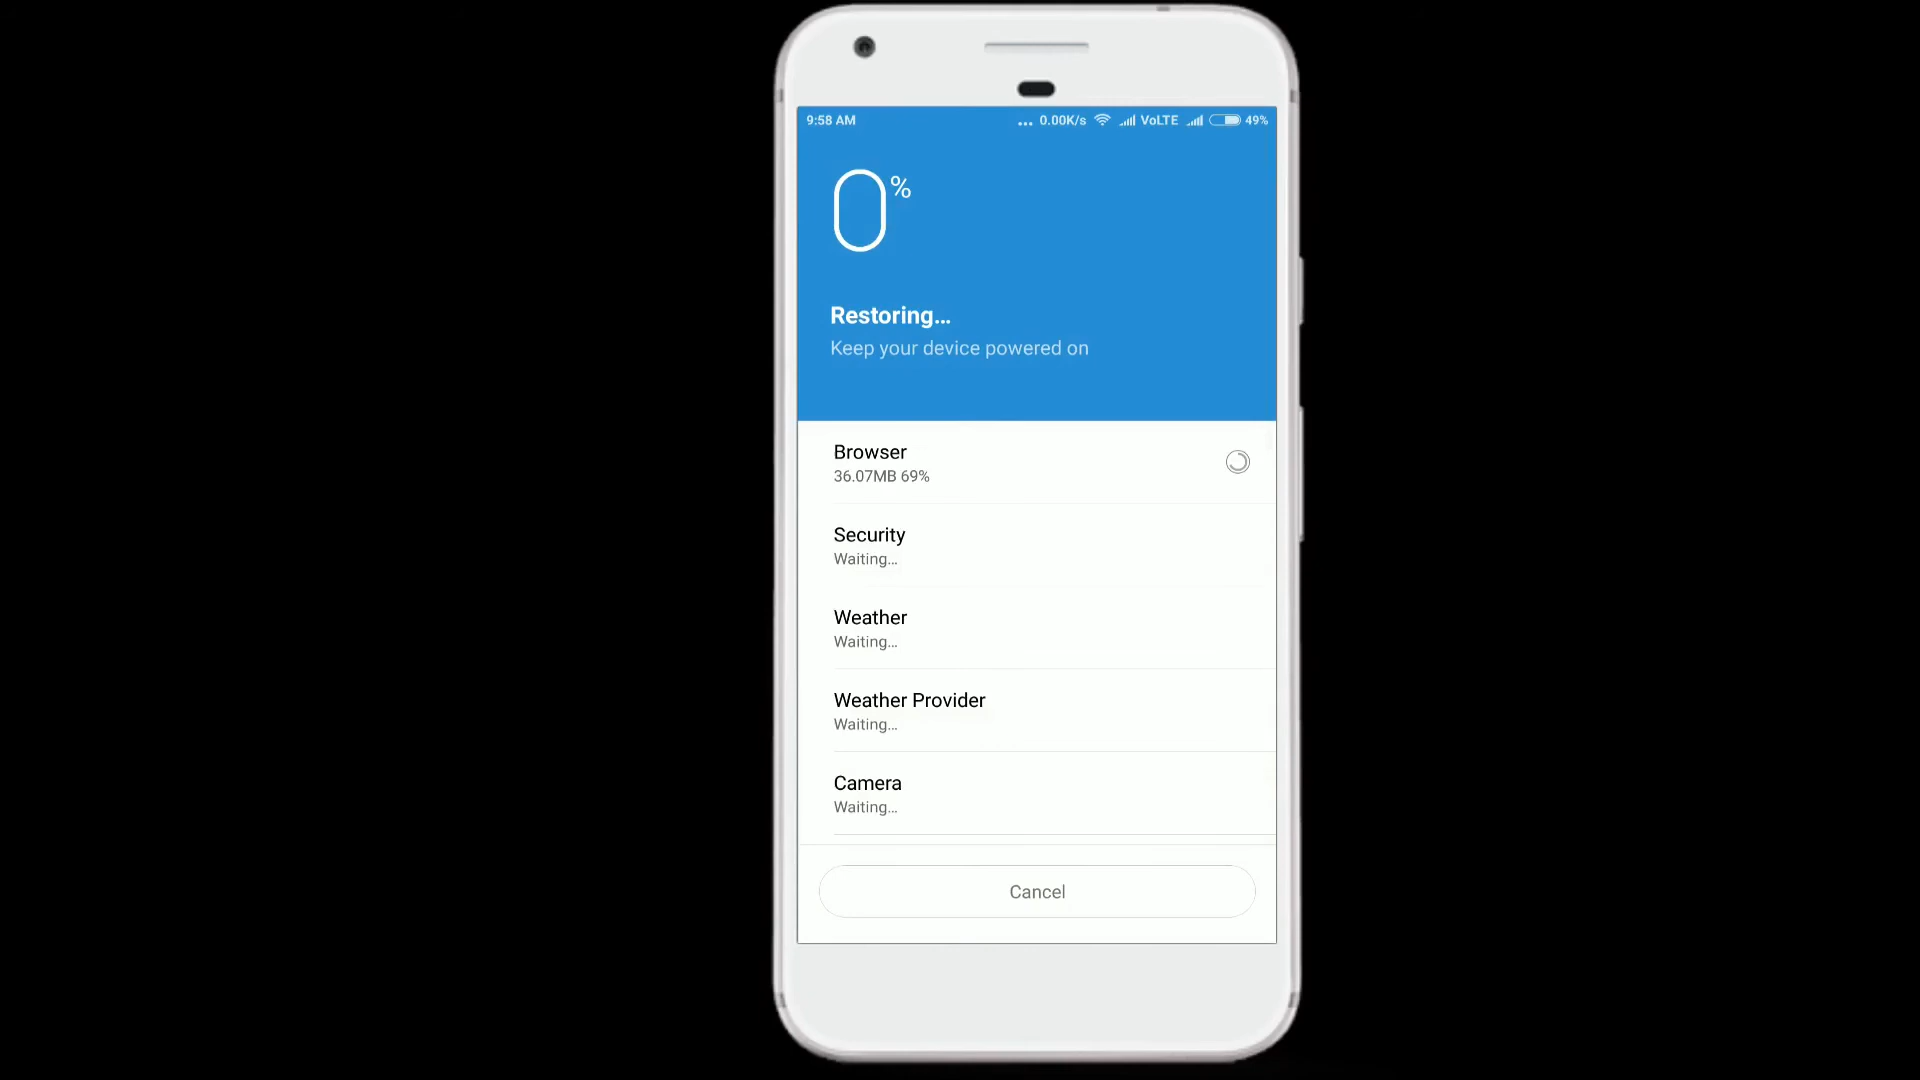 9:58 AM ... 0.00K/s VoLTE 49%
0%
Restoring...
Keep your device powered on
Browser
36.07MB 69%
Security
Waiting...
Weather
Waiting...
Weather Provider
Waiting...
Camera
Waiting...
Cancel